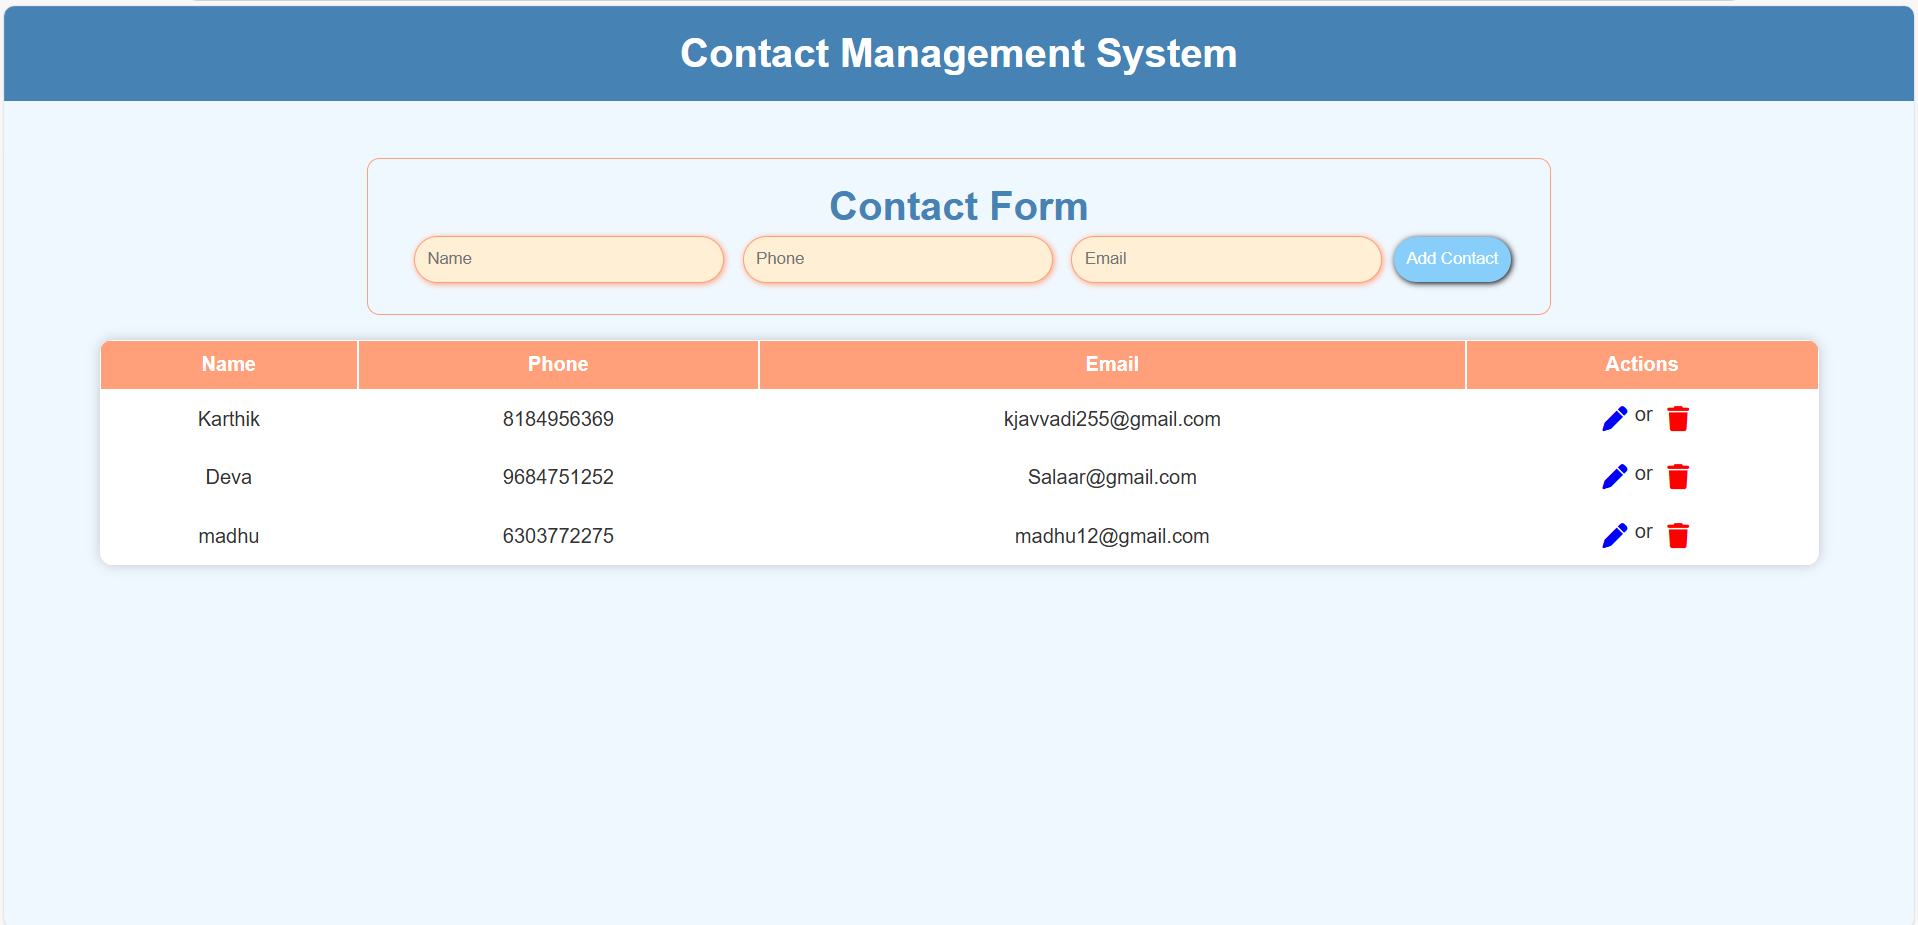 Contact Management System
Contact Form
Name Phone Email Add Contact
Name Phone Email Actions
Karthik 8184956369 kjavvadi255@gmail.com or
Deva 9684751252 Salaar@gmail.com or
madhu 6303772275 madhu12@gmail.com or